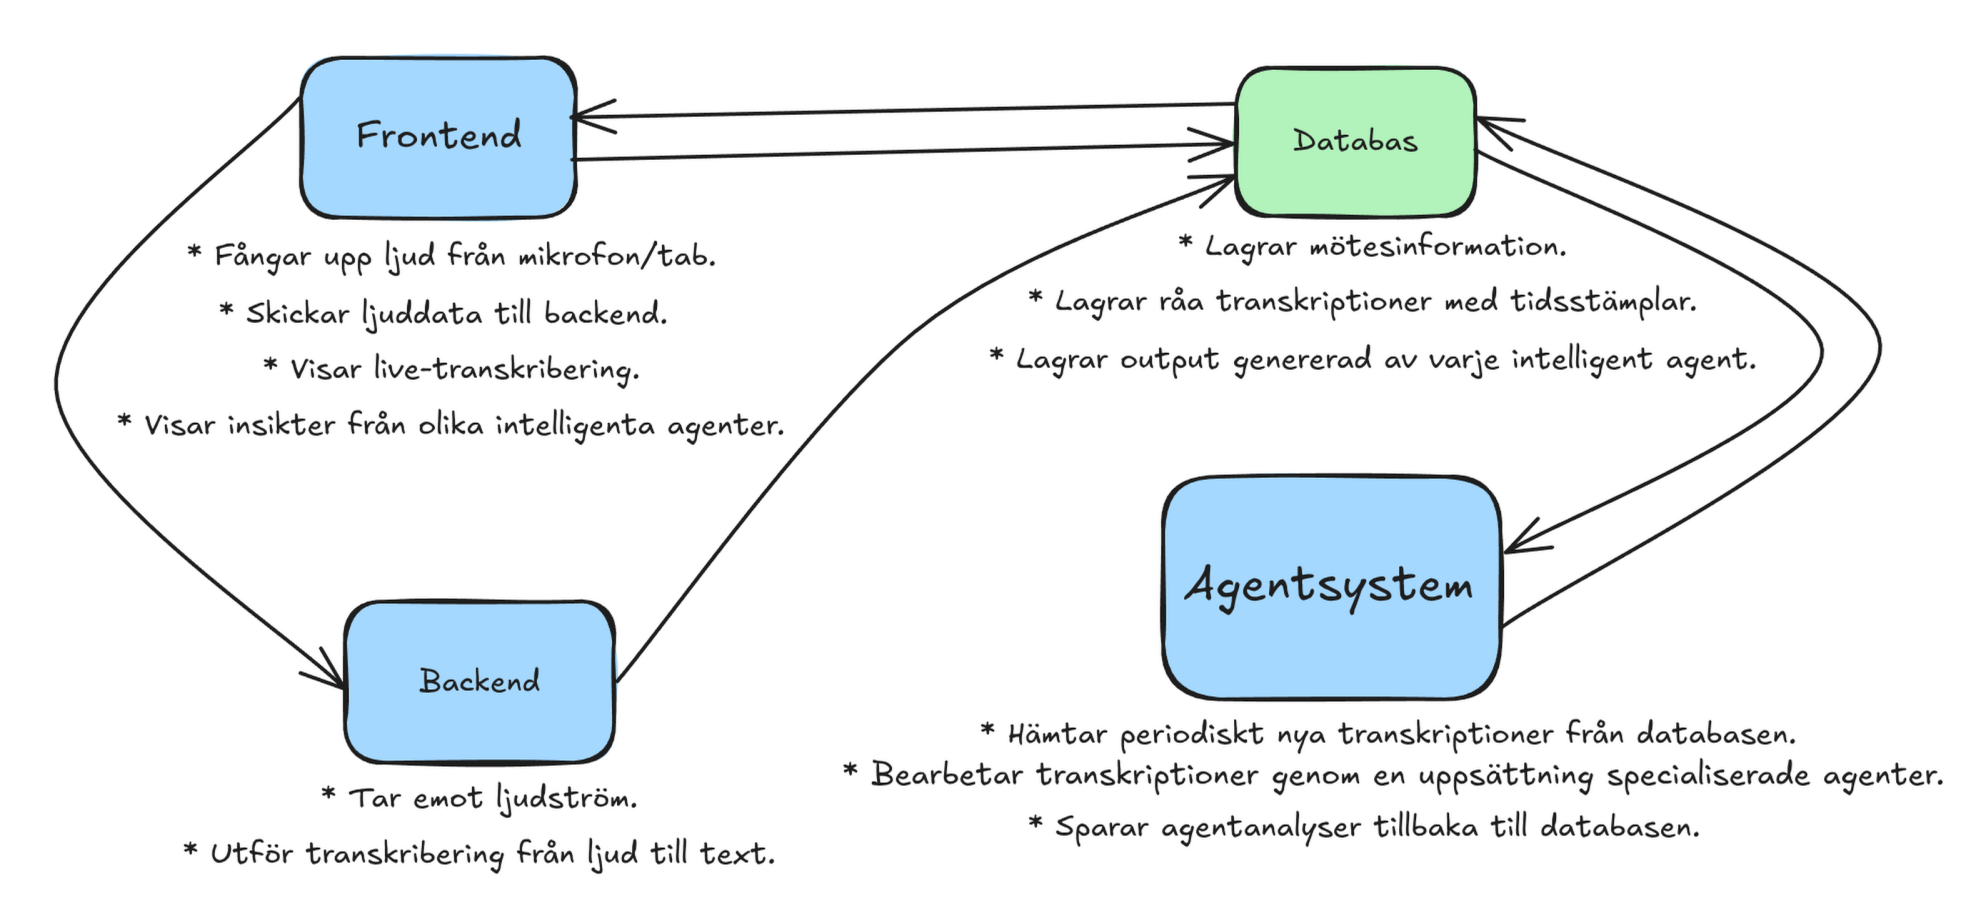 Frontend
* Fångar upp ljud från mikrofon/tab.
* Skickar ljuddata till backend.
* Visar live-transkribering.
* Visar insikter från olika intelligenta agenter.
Databas
* Lagrar mötesinformation.
* Lagrar råa transkriptioner med tidsstämplar.
* Lagrar output genererad av varje intelligent agent.
Backend
* Tar emot ljudström.
* Utför transkribering från ljud till text.
Agentsystem
* Hämtar periodiskt nya transkriptioner från databasen.
* Bearbetar transkriptioner genom en uppsättning specialiserade agenter.
* Sparar agentanalyser tillbaka till databasen.